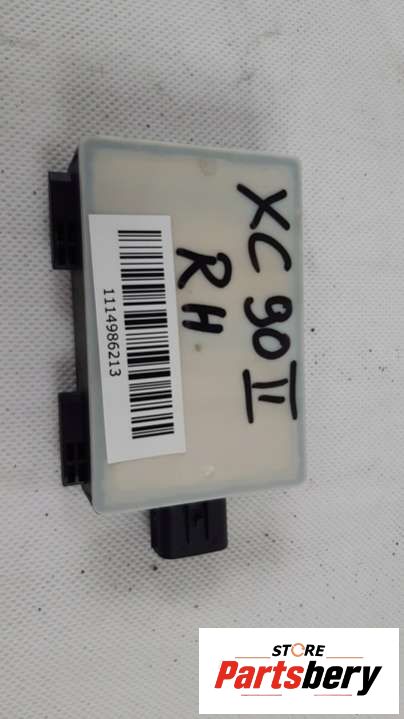 XC 90 II
RH
1114986213
STORE
Partsbery